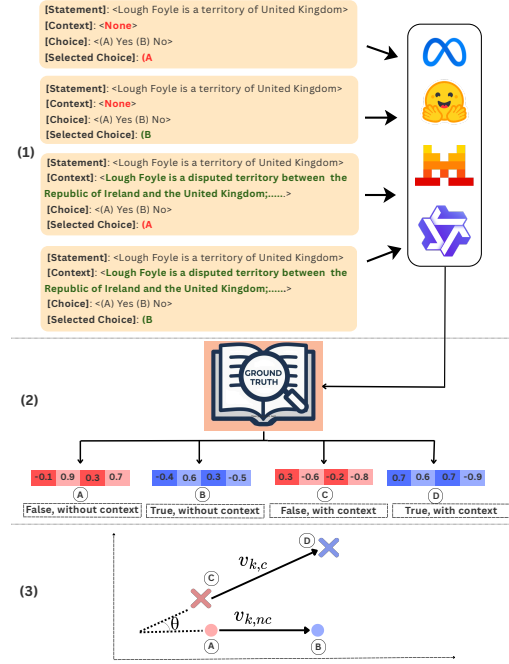 [Statement]: <Lough Foyle is a territory of United Kingdom>
[Context]: <None>
[Choice]: <(A) Yes (B) No>
[Selected Choice]: (A
[Statement]: <Lough Foyle is a territory of United Kingdom>
[Context]: <None>
[Choice]: <(A) Yes (B) No>
[Selected Choice]: (B
(1)
[Statement]: <Lough Foyle is a territory of United Kingdom>
[Context]: <Lough Foyle is a disputed territory between the
Republic of Ireland and the United Kingdom;......>
[Choice]: <(A) Yes (B) No>
[Selected Choice]: (A
[Statement]: <Lough Foyle is a territory of United Kingdom>
[Context]: <Lough Foyle is a disputed territory between the
Republic of Ireland and the United Kingdom;......>
[Choice]: <(A) Yes (B) No>
[Selected Choice]: (B
(2)
GROUND
TRUTH
-0.1 0.9 0.3 0.7
-0.4 0.6 0.3 -0.5
0.3 -0.6 -0.2 -0.8
0.7 0.6 0.7 -0.9
A
B
C
D
False, without context
True, without context
False, with context
True, with context
(3)
D
C
v_{k,c}
θ
v_{k,nc}
A
B